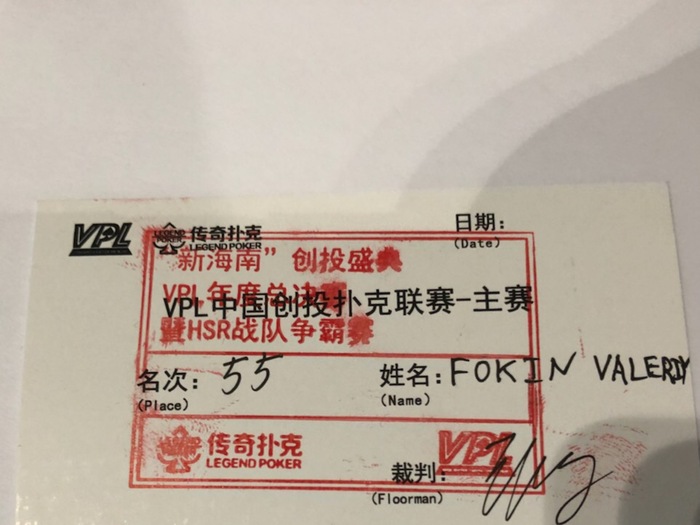 VPL
LEGEND POKER
传奇扑克
LEGEND POKER
日期:
(Date)
“新海南”创投盛典
VPL年度总决赛
VPL中国创投扑克联赛-主赛
暨HSR战队争霸赛
名次: 55
(Place)
姓名: FOKIN VALERIY
(Name)
传奇扑克
LEGEND POKER
VPL
裁判:
(Floorman)